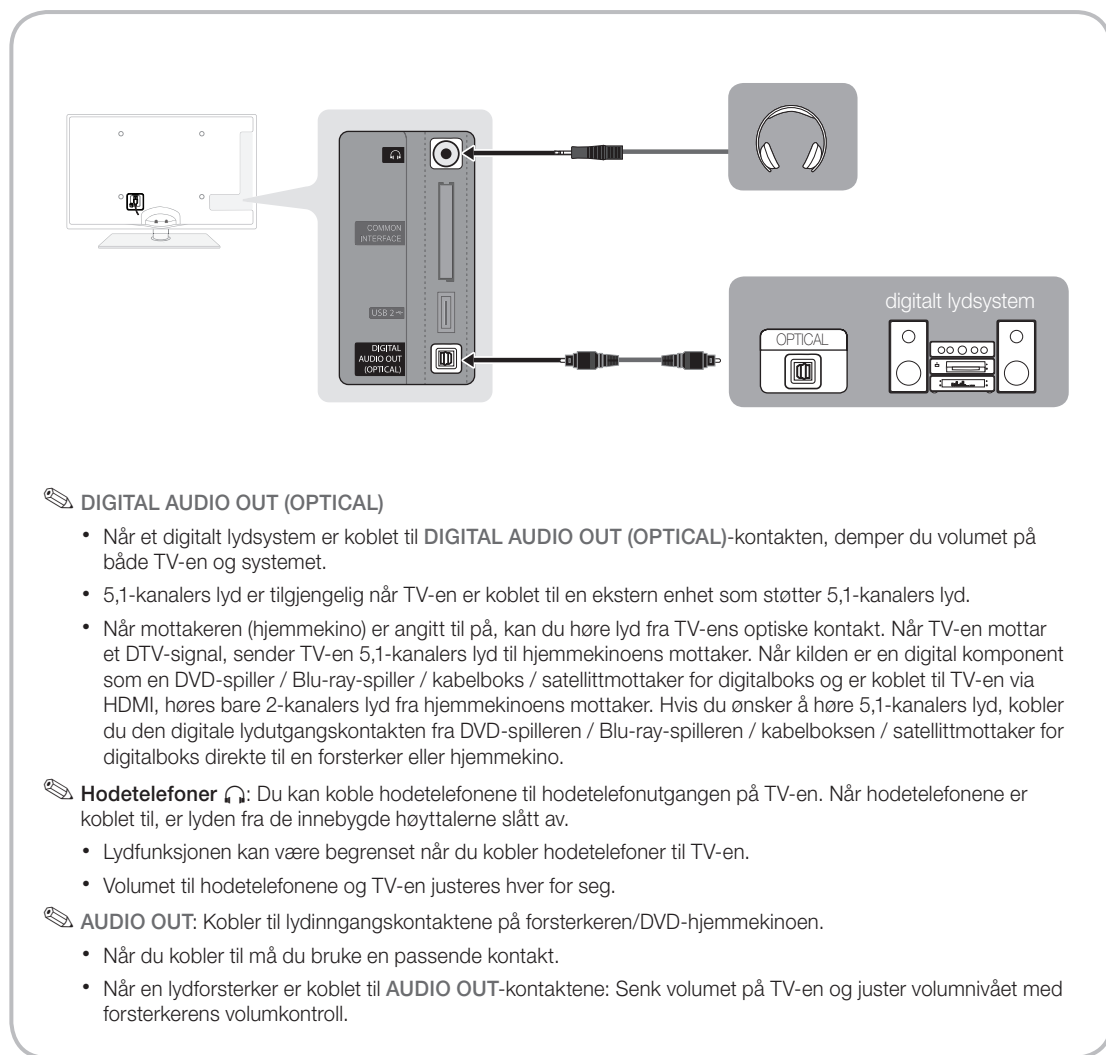 COMMON
INTERFACE
USB 2
DIGITAL
AUDIO OUT
(OPTICAL)
digitalt lydsystem
OPTICAL
DIGITAL AUDIO OUT (OPTICAL)
• Når et digitalt lydsystem er koblet til DIGITAL AUDIO OUT (OPTICAL)-kontakten, demper du volumet på
både TV-en og systemet.
• 5,1-kanalers lyd er tilgjengelig når TV-en er koblet til en ekstern enhet som støtter 5,1-kanalers lyd.
• Når mottakeren (hjemmekino) er angitt til på, kan du høre lyd fra TV-ens optiske kontakt. Når TV-en mottar
et DTV-signal, sender TV-en 5,1-kanalers lyd til hjemmekinoens mottaker. Når kilden er en digital komponent
som en DVD-spiller / Blu-ray-spiller / kabelboks / satellittmottaker for digitalboks og er koblet til TV-en via
HDMI, høres bare 2-kanalers lyd fra hjemmekinoens mottaker. Hvis du ønsker å høre 5,1-kanalers lyd, kobler
du den digitale lydutgangskontakten fra DVD-spilleren / Blu-ray-spilleren / kabelboksen / satellittmottaker for
digitalboks direkte til en forsterker eller hjemmekino.
Hodetelefoner : Du kan koble hodetelefonene til hodetelefonutgangen på TV-en. Når hodetelefonene er
koblet til, er lyden fra de innebygde høyttalerne slått av.
• Lydfunksjonen kan være begrenset når du kobler hodetelefoner til TV-en.
• Volumet til hodetelefonene og TV-en justeres hver for seg.
AUDIO OUT: Kobler til lydinngangskontaktene på forsterkeren/DVD-hjemmekinoen.
• Når du kobler til må du bruke en passende kontakt.
• Når en lydforsterker er koblet til AUDIO OUT-kontaktene: Senk volumet på TV-en og juster volumnivået med
forsterkerens volumkontroll.